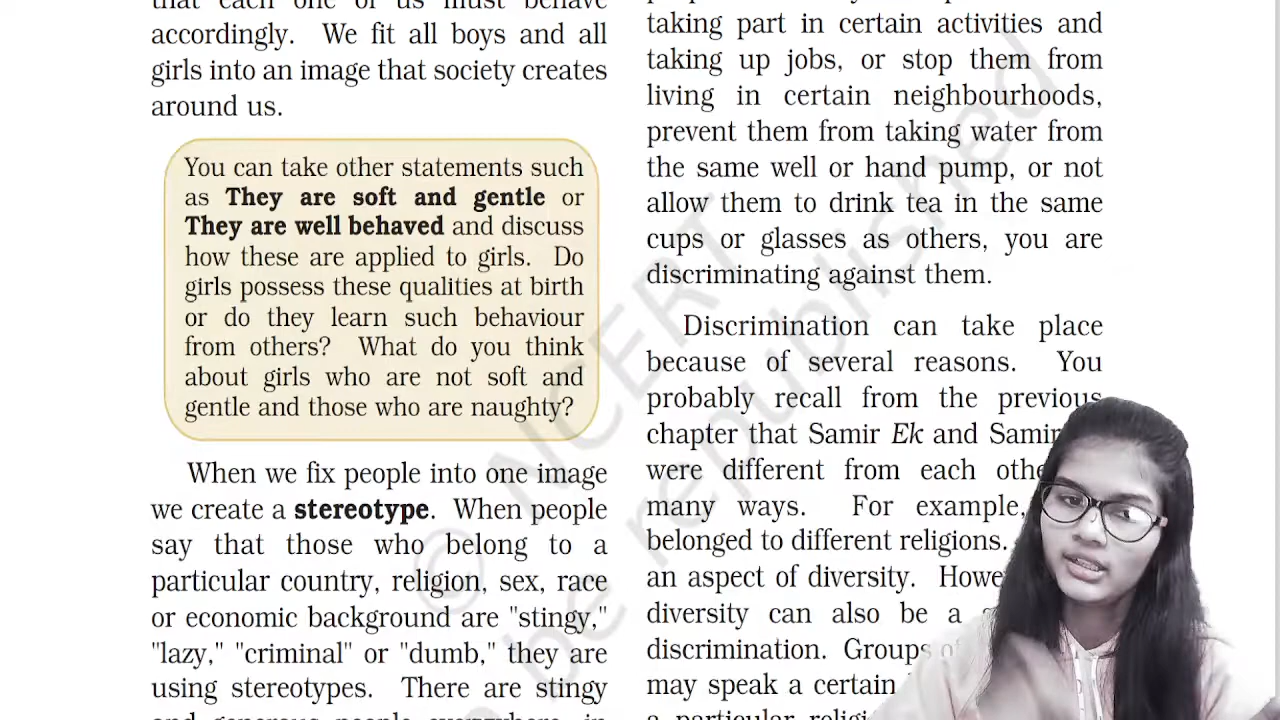 that each one of us must behave
accordingly. We fit all boys and all
girls into an image that society creates
around us.
You can take other statements such
as They are soft and gentle or
They are well behaved and discuss
how these are applied to girls. Do
girls possess these qualities at birth
or do they learn such behaviour
from others? What do you think
about girls who are not soft and
gentle and those who are naughty?
When we fix people into one image
we create a stereotype. When people
say that those who belong to a
particular country, religion, sex, race
or economic background are "stingy,"
"lazy," "criminal" or "dumb," they are
using stereotypes. There are stingy
and generous people everywhere, in
taking part in certain activities and
taking up jobs, or stop them from
living in certain neighbourhoods,
prevent them from taking water from
the same well or hand pump, or not
allow them to drink tea in the same
cups or glasses as others, you are
discriminating against them.
Discrimination can take place
because of several reasons. You
probably recall from the previous
chapter that Samir Ek and Samir
were different from each
many ways. For example,
belonged to different religions.
an aspect of diversity.
diversity can also be a
discrimination. Groups
may speak a certain
a particular
© NCERT
be republished